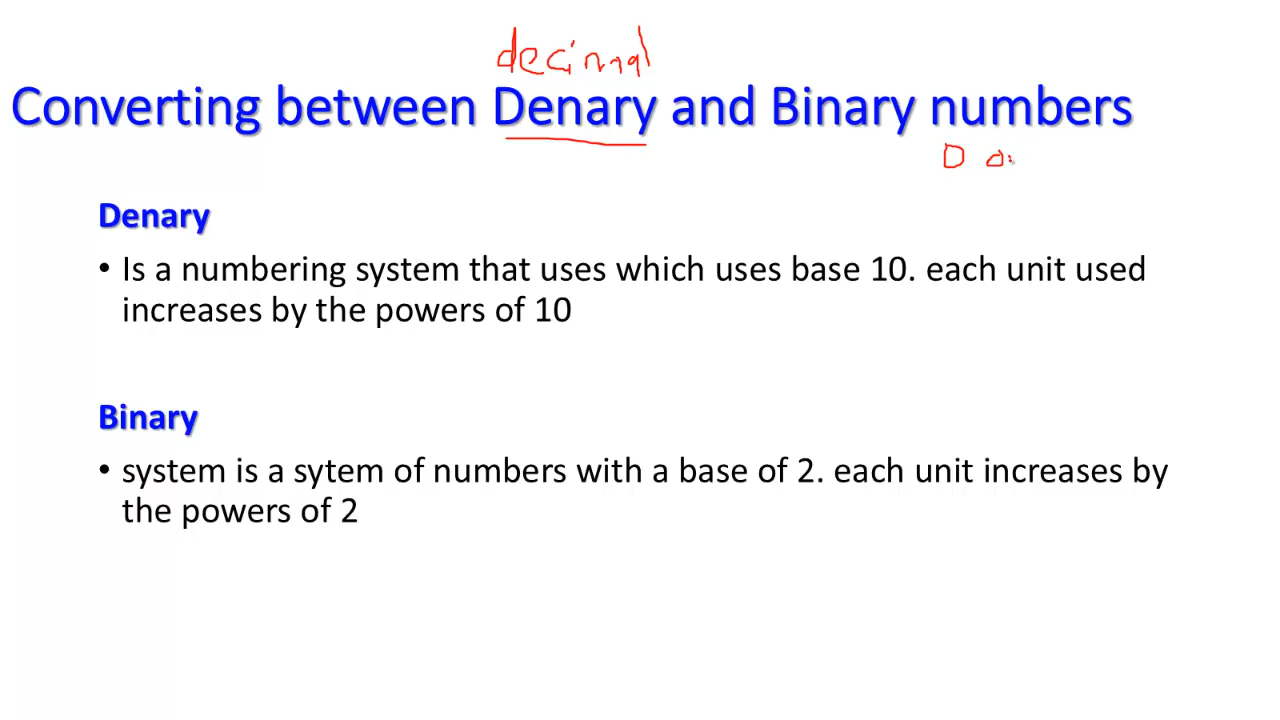 decimal
Converting between Denary and Binary numbers
Denary
• Is a numbering system that uses which uses base 10. each unit used
increases by the powers of 10
Binary
• system is a sytem of numbers with a base of 2. each unit increases by
the powers of 2